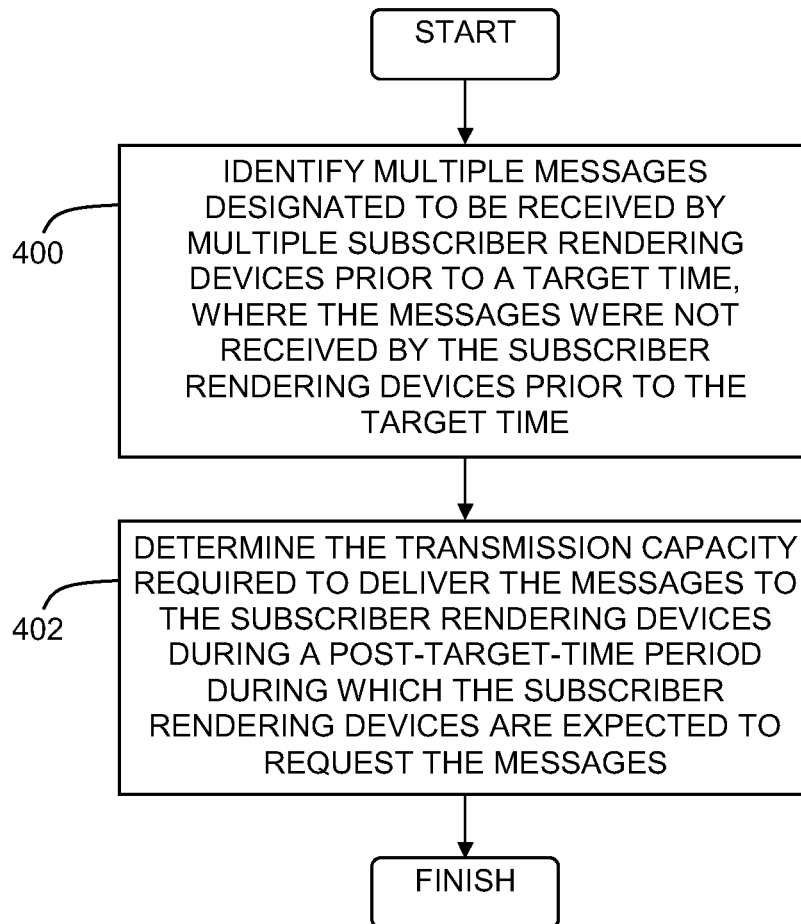 START
IDENTIFY MULTIPLE MESSAGES
DESIGNATED TO BE RECEIVED BY
MULTIPLE SUBSCRIBER RENDERING
DEVICES PRIOR TO A TARGET TIME,
WHERE THE MESSAGES WERE NOT
RECEIVED BY THE SUBSCRIBER
RENDERING DEVICES PRIOR TO THE
TARGET TIME
400
DETERMINE THE TRANSMISSION CAPACITY
REQUIRED TO DELIVER THE MESSAGES TO
THE SUBSCRIBER RENDERING DEVICES
DURING A POST-TARGET-TIME PERIOD
DURING WHICH THE SUBSCRIBER
RENDERING DEVICES ARE EXPECTED TO
REQUEST THE MESSAGES
402
FINISH